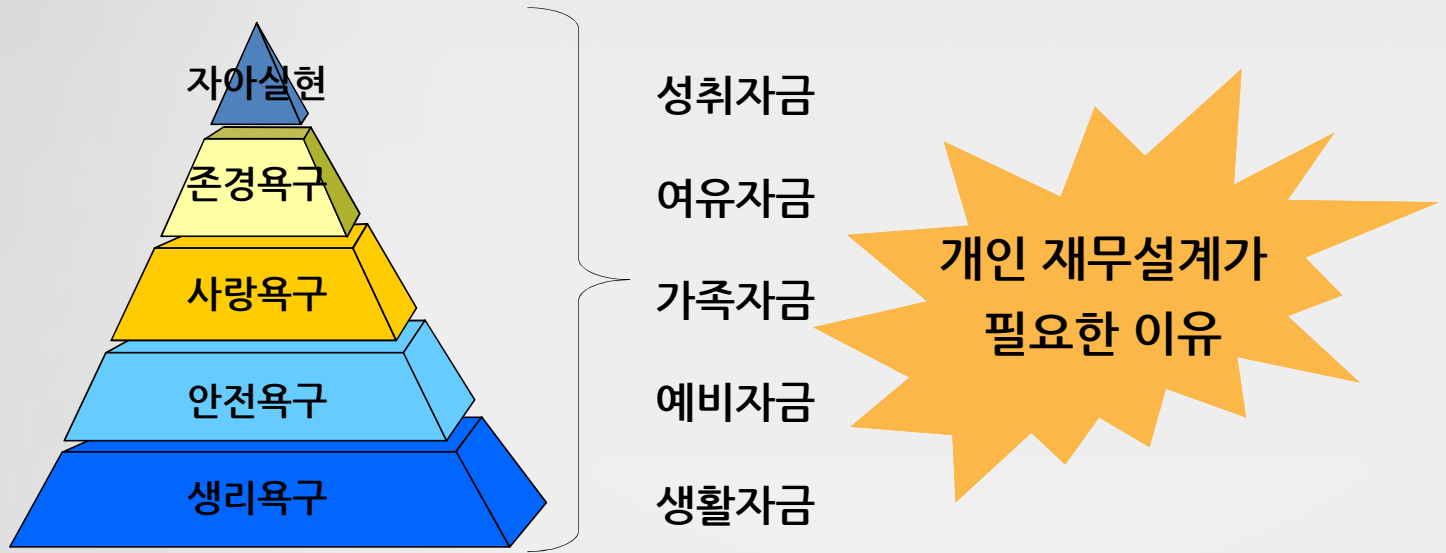 자아실현
존경욕구
사랑욕구
안전욕구
생리욕구
성취자금
여유자금
가족자금
예비자금
생활자금
개인 재무설계가
필요한 이유